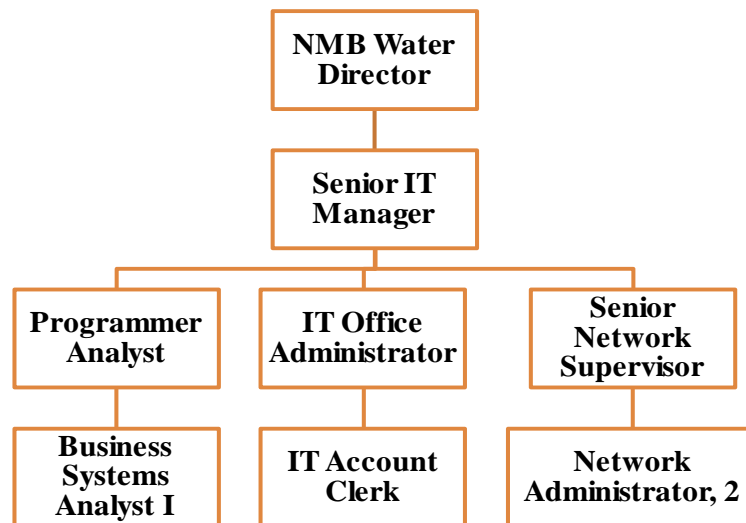 NMB Water
Director
Senior IT
Manager
Programmer
Analyst
IT Office
Administrator
Senior
Network
Supervisor
Business
Systems
Analyst I
IT Account
Clerk
Network
Administrator, 2